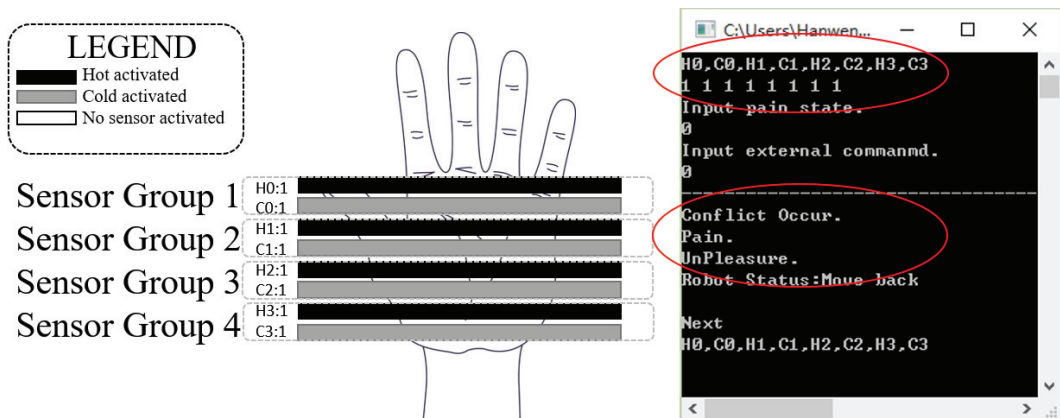 LEGEND
Hot activated
Cold activated
No sensor activated
Sensor Group 1
H0:1
C0:1
Sensor Group 2
H1:1
C1:1
Sensor Group 3
H2:1
C2:1
Sensor Group 4
H3:1
C3:1
C:\Users\Hanwen...
H0,C0,H1,C1,H2,C2,H3,C3
1 1 1 1 1 1 1 1
Input pain state.
0
Input external commanmd.
0
Conflict Occur.
Pain.
UnPleasure.
Robot Status:Move back
Next
H0,C0,H1,C1,H2,C2,H3,C3